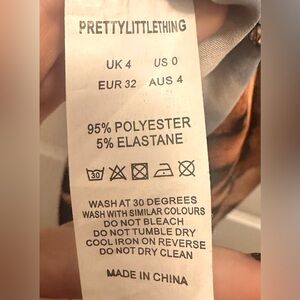 PRETTYLITTLETHING
UK 4 US 0
EUR 32 AUS 4
95% POLYESTER
5% ELASTANE
30
WASH AT 30 DEGREES
WASH WITH SIMILAR COLOURS
DO NOT BLEACH
DO NOT TUMBLE DRY
COOL IRON ON REVERSE
DO NOT DRY CLEAN
MADE IN CHINA